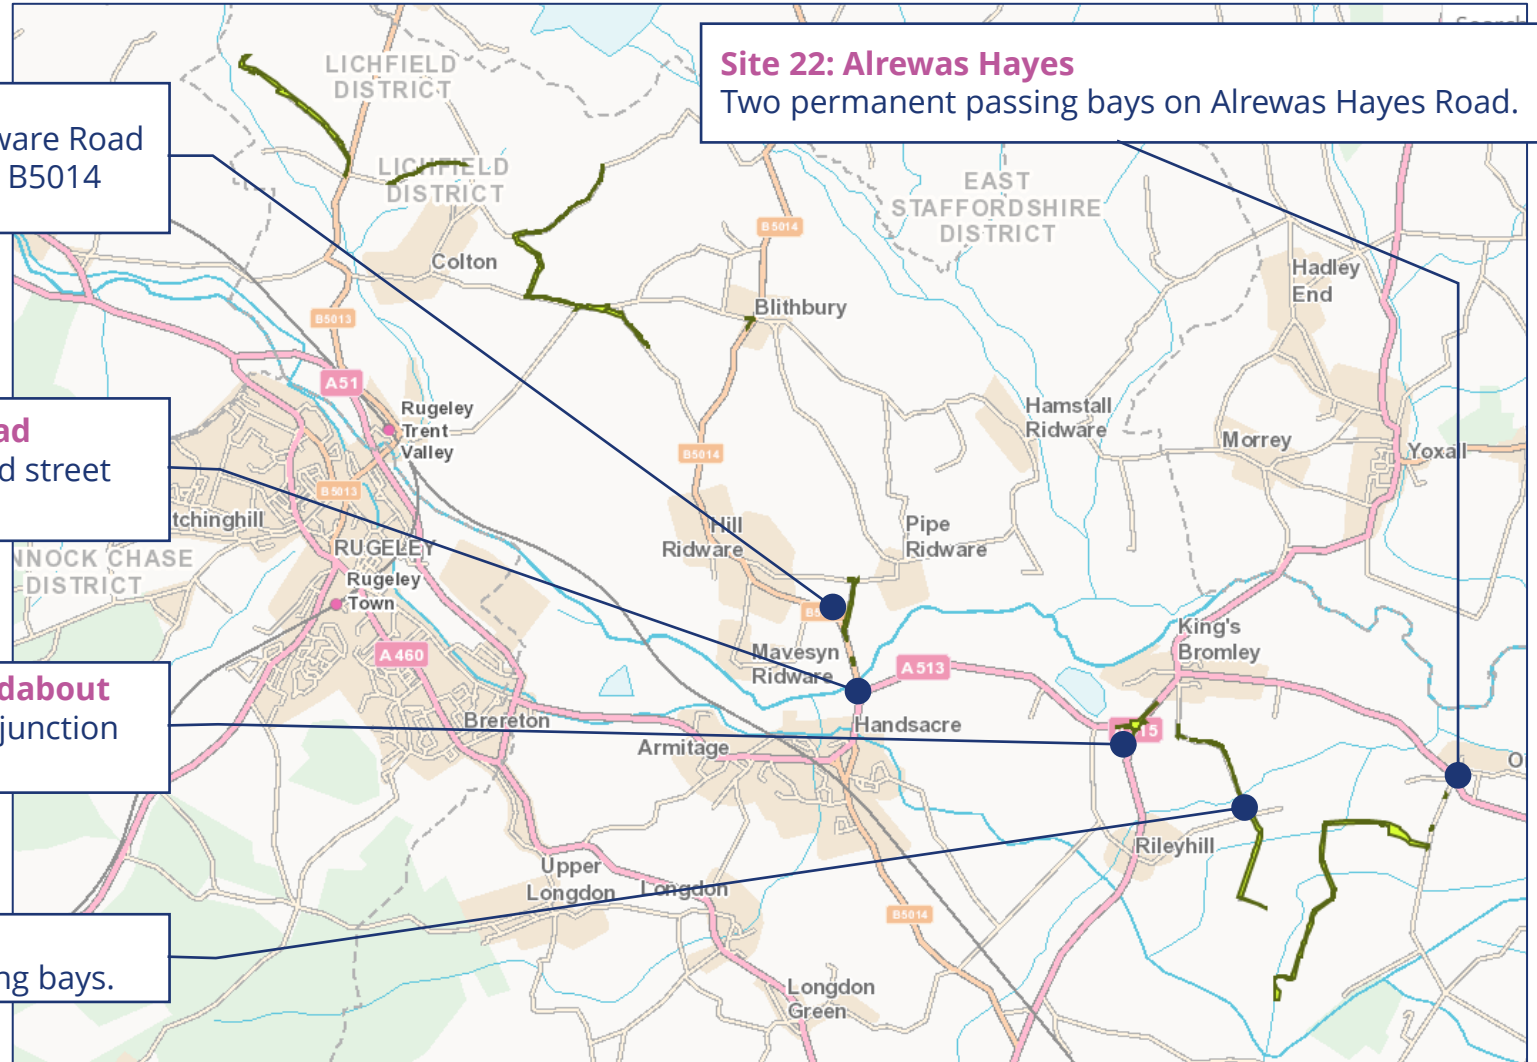 Site 22: Alrewas Hayes
Two permanent passing bays on Alrewas Hayes Road.
LICHFIELD
DISTRICT
ware Road
B5014
LICHFIELD
DISTRICT
EAST
STAFFORDSHIRE
DISTRICT
B5014
Colton
Hadley
End
B5013
Blithbury
A51
Rugeley
Trent
Valley
Hamstall
Ridware
ad
d street
Morrey
Yoxall
B5014
B5013
tchinghill
Hill
Ridware
Pipe
Ridware
RUGELEY
NNOCK CHASE
DISTRICT
Rugeley
Town
King's
Bromley
A 460
Mavesyn
Ridware
A 513
dabout
junction
Brereton
Handsacre
15
Armitage
O
Rileyhill
Upper
Longdon
Longdon
B5014
ng bays.
Longdon
Green